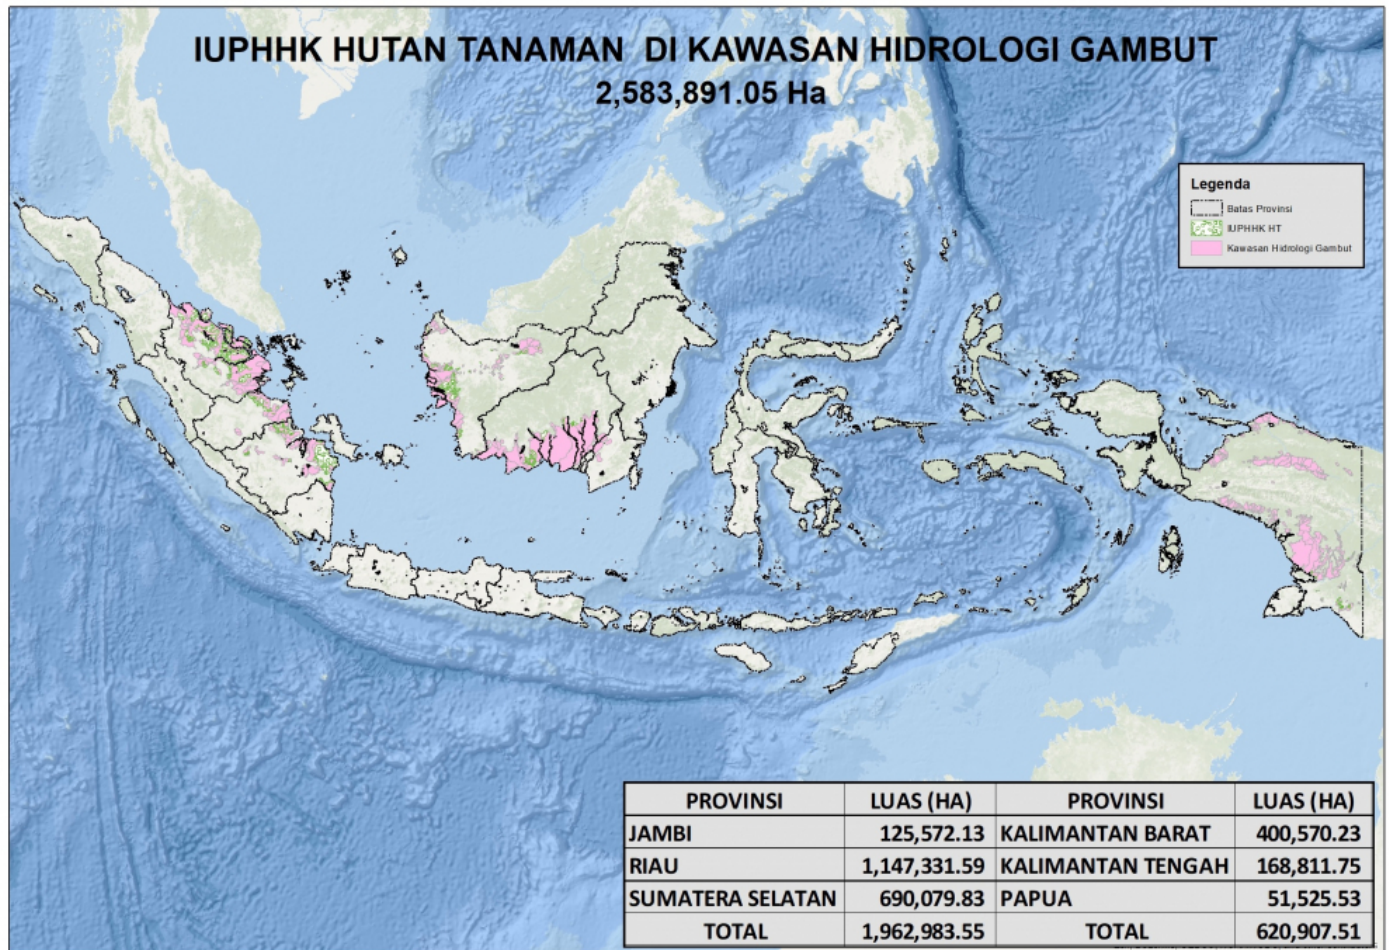 IUPHHK HUTAN TANAMAN DI KAWASAN HIDROLOGI GAMBUT
2,583,891.05 Ha
Legenda
Batas Provinsi
IUPHHK HT
Kawasan Hidrologi Gambut
PROVINSI LUAS (HA) PROVINSI LUAS (HA)
JAMBI 125,572.13 KALIMANTAN BARAT 400,570.23
RIAU 1,147,331.59 KALIMANTAN TENGAH 168,811.75
SUMATERA SELATAN 690,079.83 PAPUA 51,525.53
TOTAL 1,962,983.55 TOTAL 620,907.51